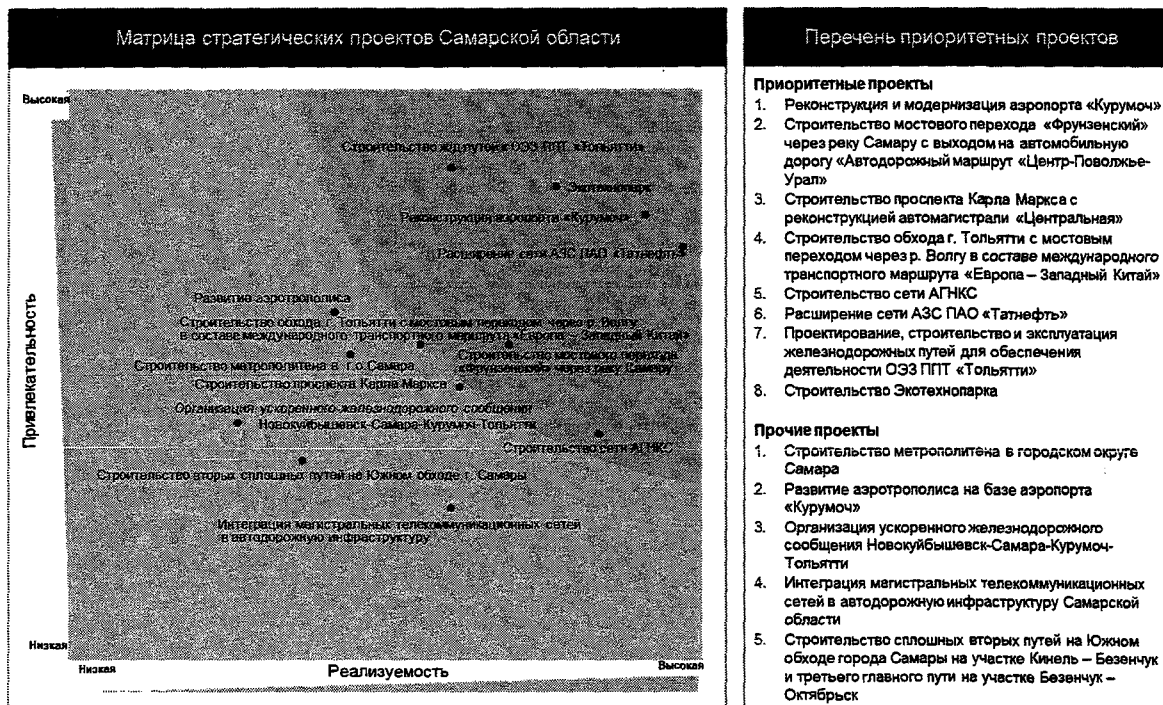 Матрица стратегических проектов Самарской области
Высокая
Строительство ж/д путей к ОЭЗ ППТ «Тольятти»
Экотехнопарк
Реконструкция аэропорта «Курумоч»
Расширение сети АЗС ПАО «Татнефть»
Развитие аэротрополиса
Строительство обхода г. Тольятти с мостовым переходом через р. Волгу
в составе международного транспортного маршрута «Европа – Западный Китай»
Строительство мостового перехода
«Фрунзенский» через реку Самару
Строительство метрополитена в г.о. Самара
Строительство проспекта Карла Маркса
Организация ускоренного железнодорожного сообщения
Новокуйбышевск-Самара-Курумоч-Тольятти
Строительство сети АГНКС
Строительство вторых сплошных путей на Южном обходе г. Самары
Интеграция магистральных телекоммуникационных сетей
в автодорожную инфраструктуру
Привлекательность
Низкая
Низкая
Реализуемость
Высокая
Перечень приоритетных проектов
Приоритетные проекты
1. Реконструкция и модернизация аэропорта «Курумоч»
2. Строительство мостового перехода «Фрунзенский»
через реку Самару с выходом на автомобильную
дорогу «Автодорожный маршрут «Центр-Поволжье-
Урал»
3. Строительство проспекта Карла Маркса с
реконструкцией автомагистрали «Центральная»
4. Строительство обхода г. Тольятти с мостовым
переходом через р. Волгу в составе международного
транспортного маршрута «Европа – Западный Китай»
5. Строительство сети АГНКС
6. Расширение сети АЗС ПАО «Татнефть»
7. Проектирование, строительство и эксплуатация
железнодорожных путей для обеспечения
деятельности ОЭЗ ППТ «Тольятти»
8. Строительство Экотехнопарка
Прочие проекты
1. Строительство метрополитена в городском округе
Самара
2. Развитие аэротрополиса на базе аэропорта
«Курумоч»
3. Организация ускоренного железнодорожного
сообщения Новокуйбышевск-Самара-Курумоч-
Тольятти
4. Интеграция магистральных телекоммуникационных
сетей в автодорожную инфраструктуру Самарской
области
5. Строительство сплошных вторых путей на Южном
обходе города Самары на участке Кинель – Безенчук
и третьего главного пути на участке Безенчук –
Октябрьск